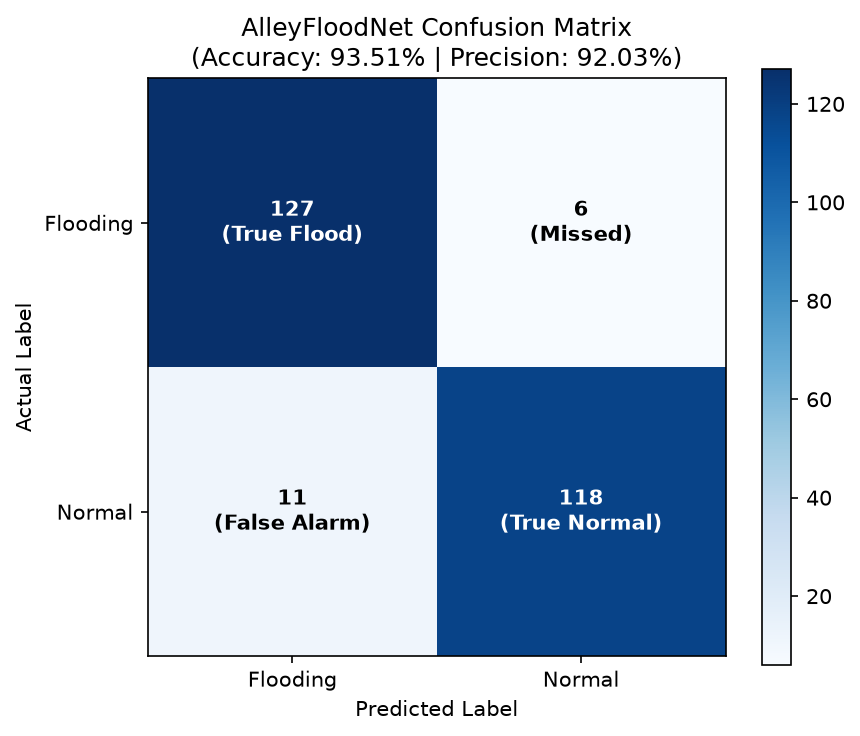 AlleyFloodNet Confusion Matrix
(Accuracy: 93.51% | Precision: 92.03%)
Actual Label
Flooding
127
(True Flood)
6
(Missed)
Normal
11
(False Alarm)
118
(True Normal)
Flooding
Normal
Predicted Label
120
100
80
60
40
20